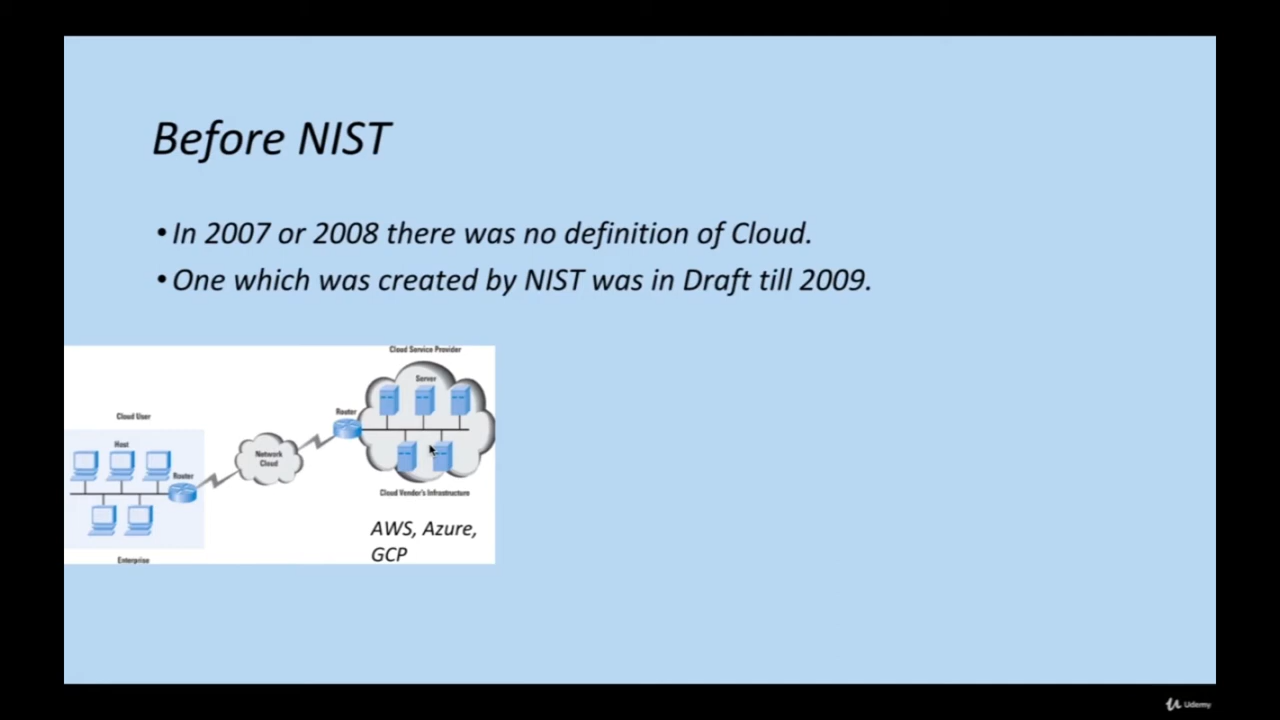 Before NIST
• In 2007 or 2008 there was no definition of Cloud.
• One which was created by NIST was in Draft till 2009.
Cloud Service Provider
Server
Router
Cloud User
Host
Router
Network
Cloud
Cloud Vendor's Infrastructure
AWS, Azure,
GCP
Enterprise
Udemy